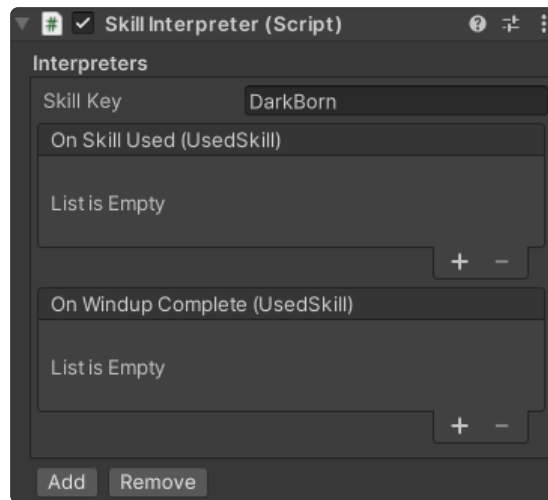 # Skill Interpreter (Script)
Interpreters
Skill Key DarkBorn
On Skill Used (UsedSkill)
List is Empty
+ −
On Windup Complete (UsedSkill)
List is Empty
+ −
Add Remove